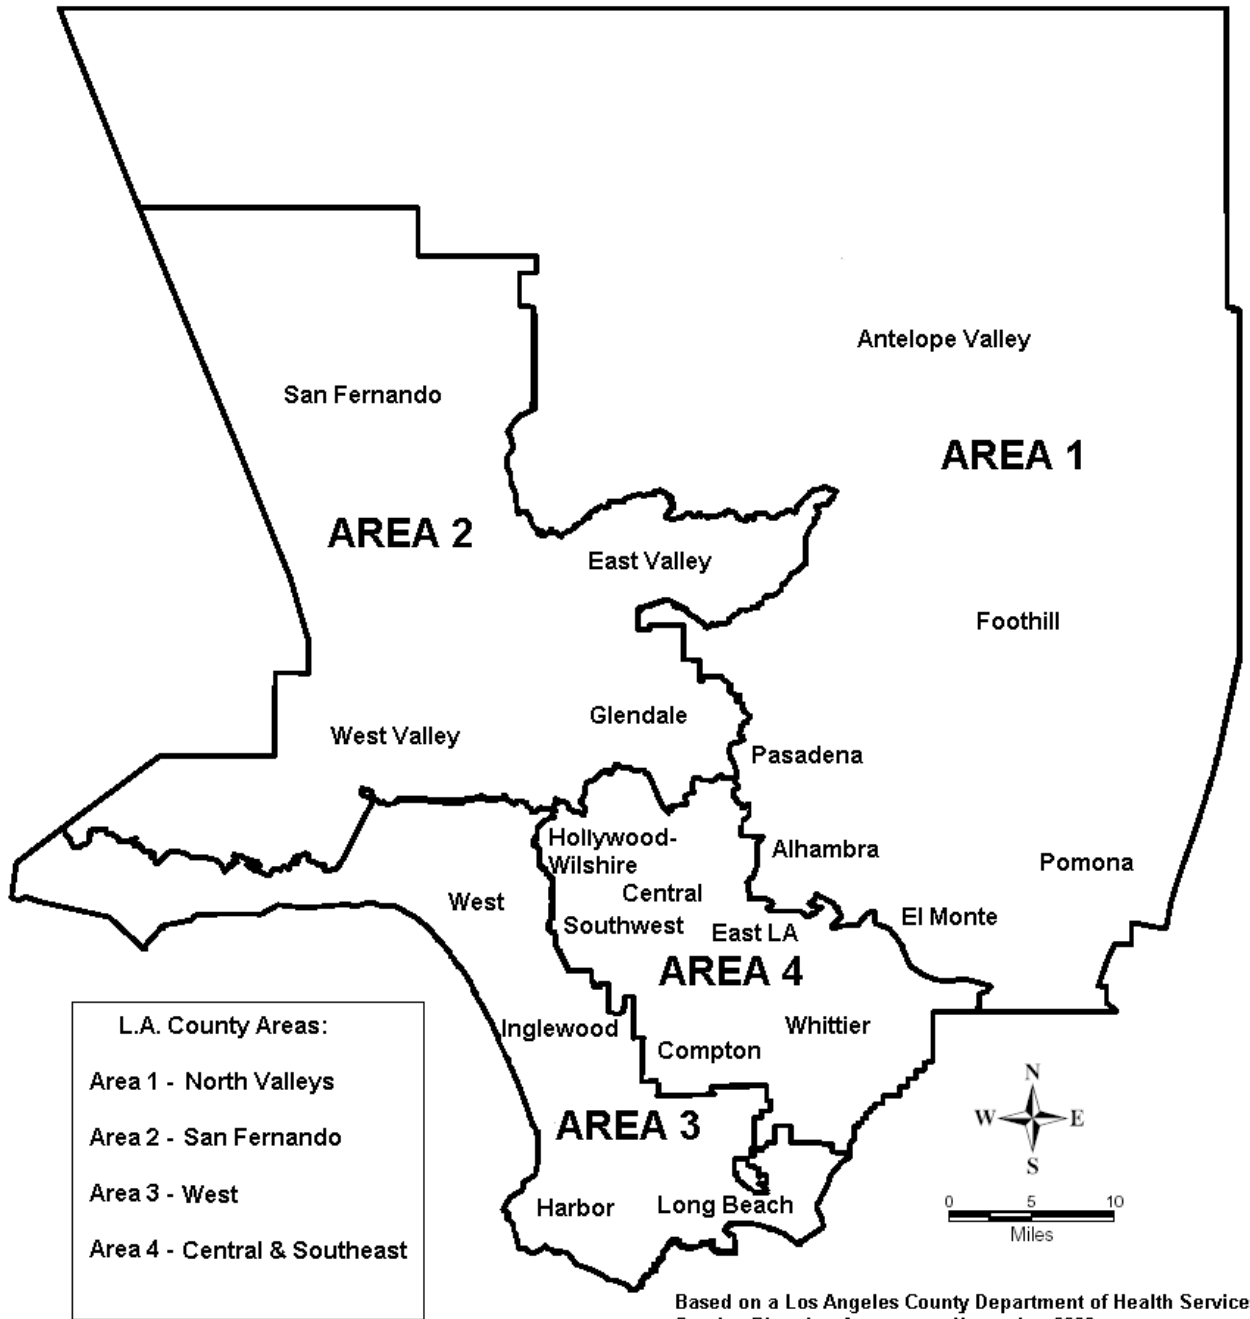 Antelope Valley
San Fernando
AREA 1
AREA 2
East Valley
Foothill
Glendale
West Valley
Pasadena
Hollywood-
Wilshire
Alhambra
Pomona
Central
West
Southwest
East LA
El Monte
AREA 4
Inglewood
Whittier
Compton
AREA 3
Harbor
Long Beach
L.A. County Areas:
Area 1 - North Valleys
Area 2 - San Fernando
Area 3 - West
Area 4 - Central & Southeast
N
W E
S
0 5 10
Miles
Based on a Los Angeles County Department of Health Service